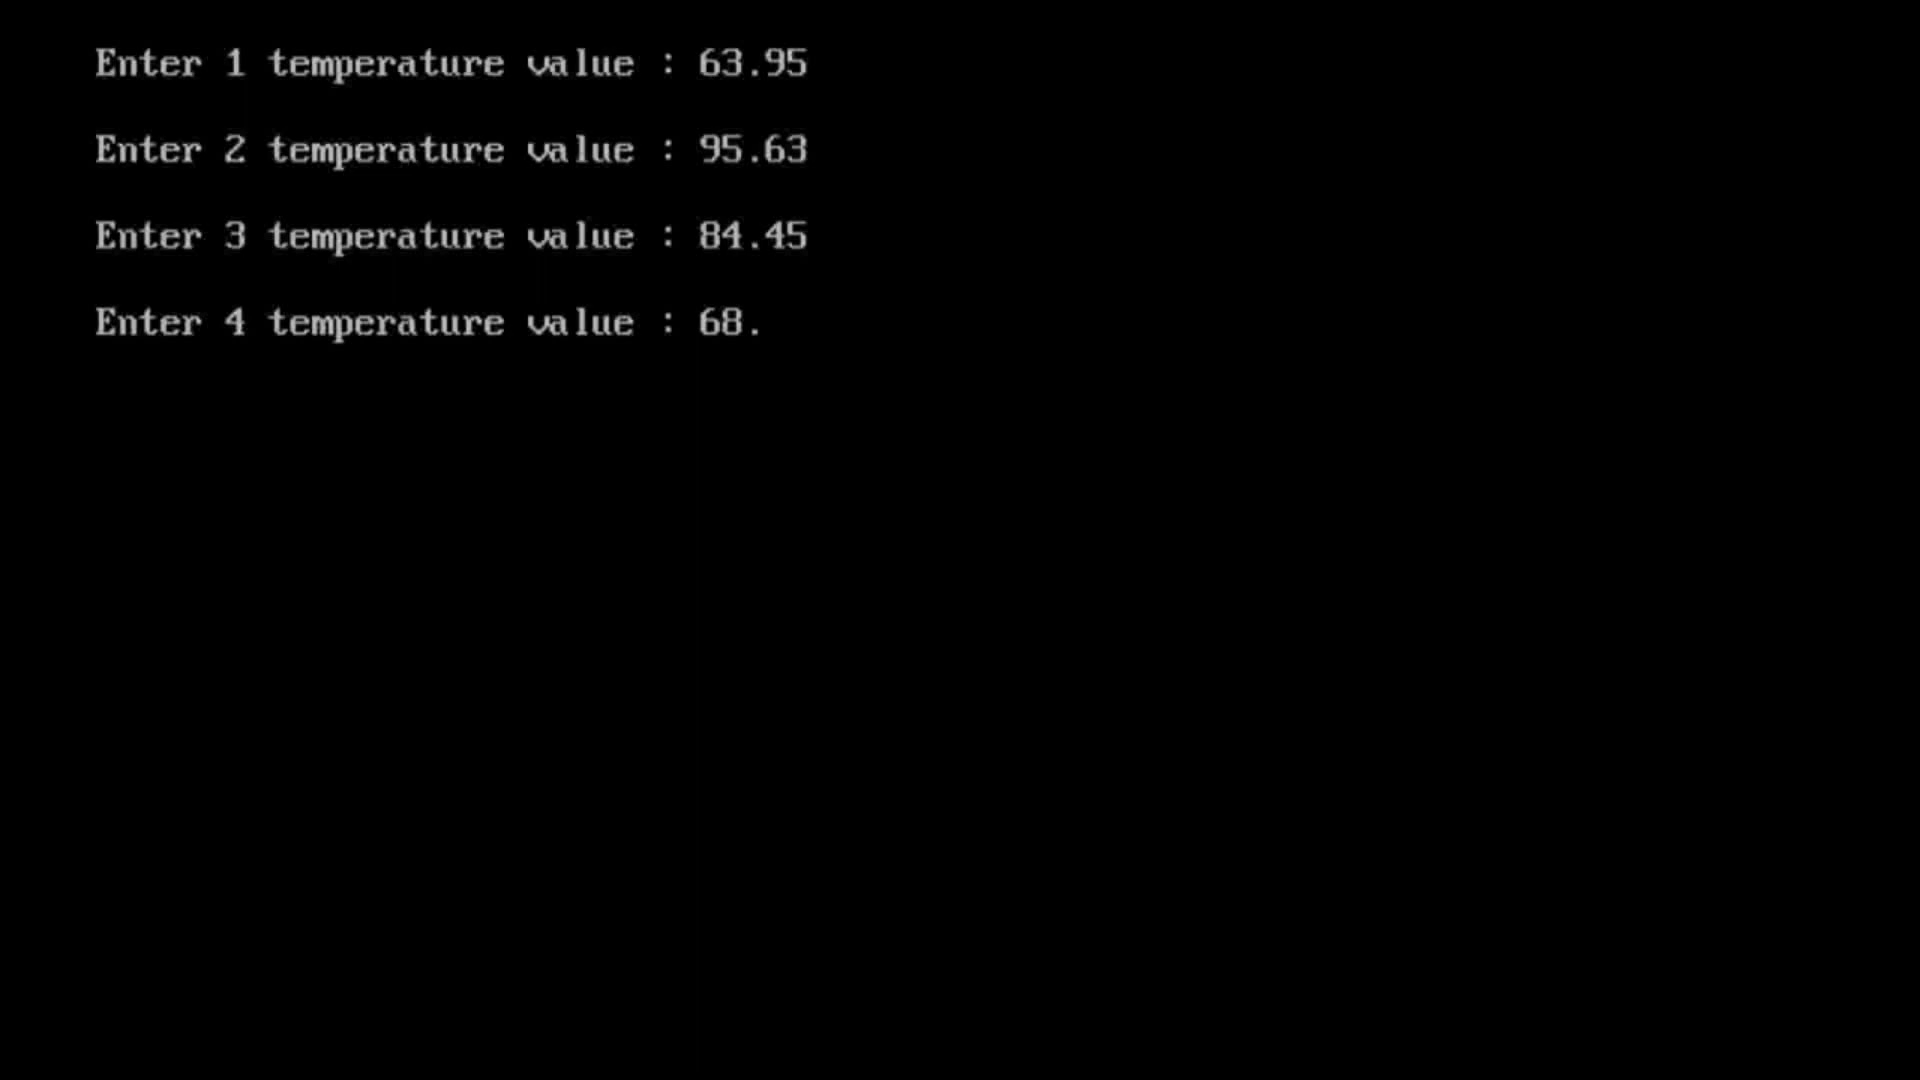 Enter 1 temperature value : 63.95
Enter 2 temperature value : 95.63
Enter 3 temperature value : 84.45
Enter 4 temperature value : 68.